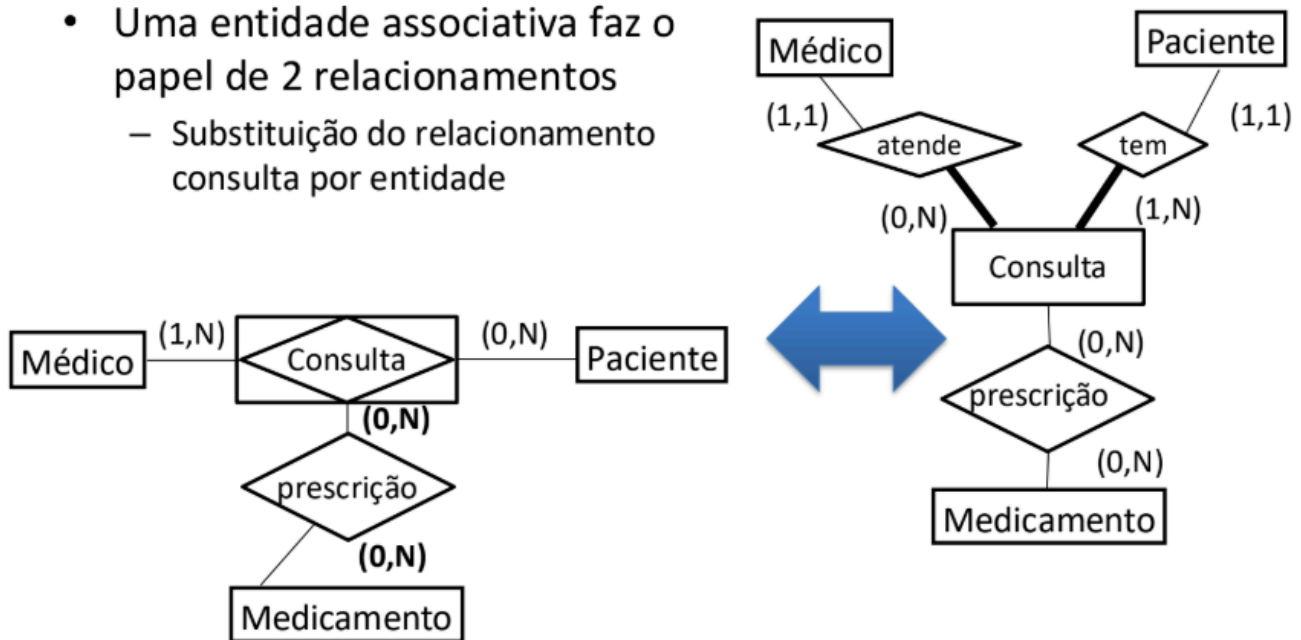 • Uma entidade associativa faz o
papel de 2 relacionamentos
– Substituição do relacionamento
consulta por entidade
Médico
Paciente
(1,1)
(1,1)
atende
tem
(0,N)
(1,N)
Consulta
(0,N)
prescrição
(0,N)
Medicamento
Médico
(1,N)
Consulta
(0,N)
Paciente
(0,N)
prescrição
(0,N)
Medicamento